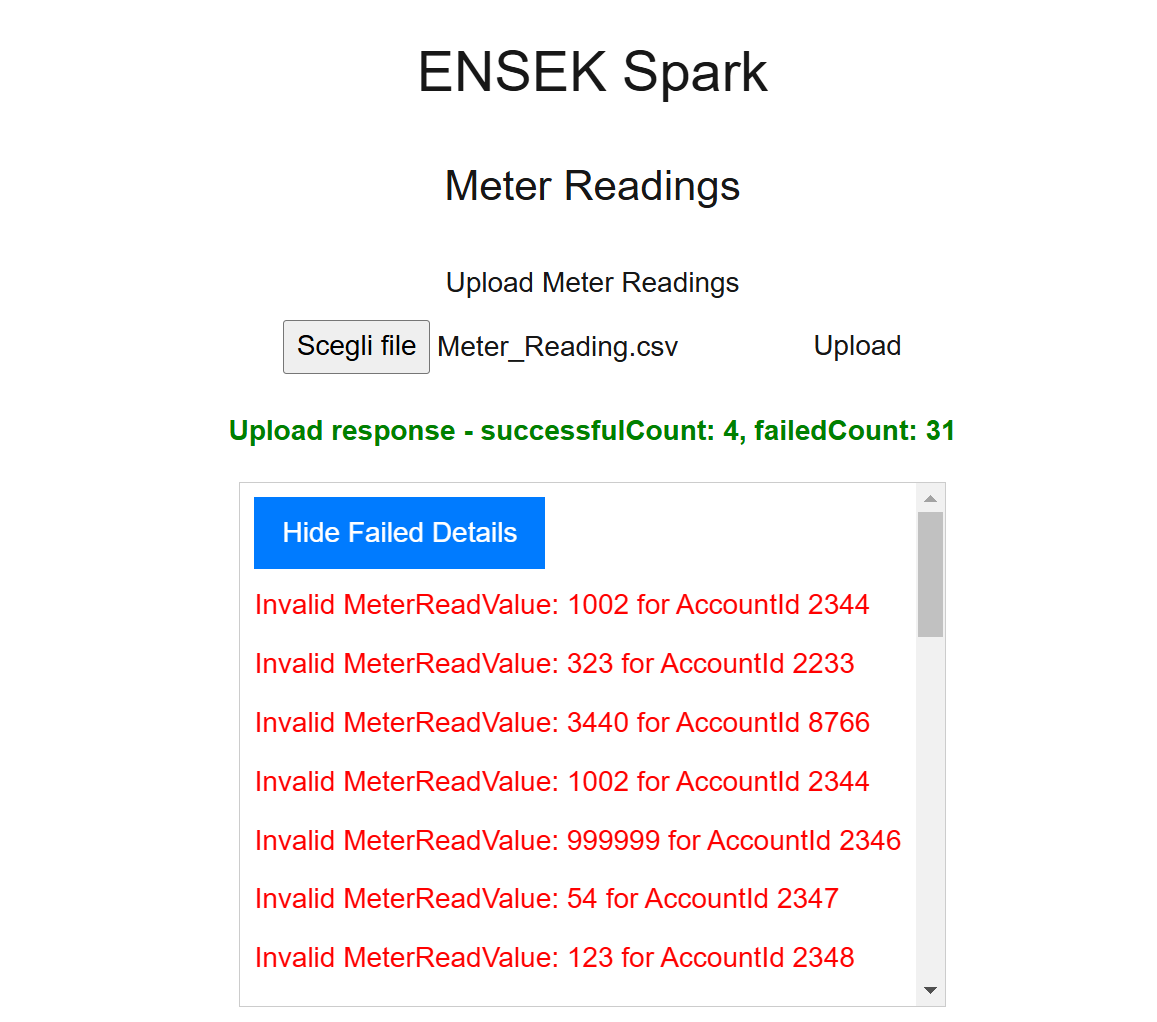 ENSEK Spark
Meter Readings
Upload Meter Readings
Scegli file Meter_Reading.csv Upload
Upload response - successfulCount: 4, failedCount: 31
Hide Failed Details
Invalid MeterReadValue: 1002 for AccountId 2344
Invalid MeterReadValue: 323 for AccountId 2233
Invalid MeterReadValue: 3440 for AccountId 8766
Invalid MeterReadValue: 1002 for AccountId 2344
Invalid MeterReadValue: 999999 for AccountId 2346
Invalid MeterReadValue: 54 for AccountId 2347
Invalid MeterReadValue: 123 for AccountId 2348